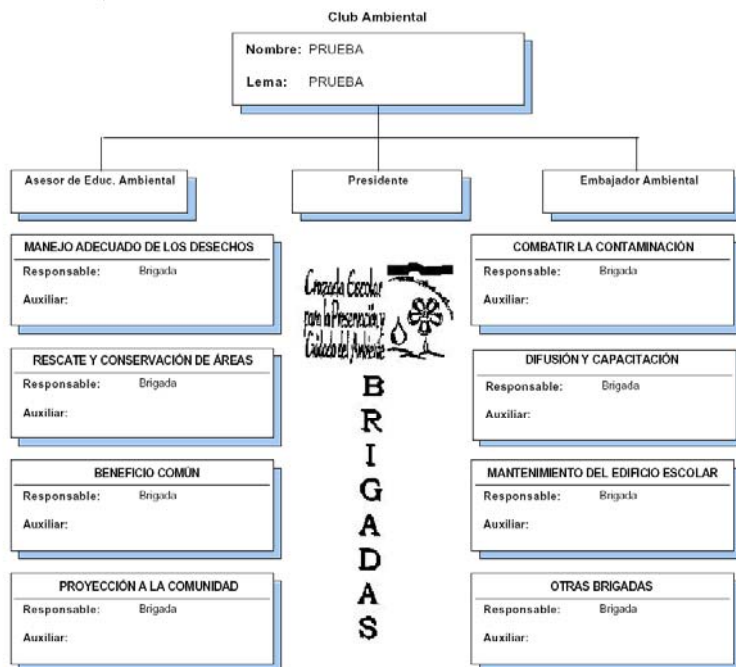 Club Ambiental
Nombre: PRUEBA
Lema: PRUEBA
Asesor de Educ. Ambiental
Presidente
Embajador Ambiental
MANEJO ADECUADO DE LOS DESECHOS
Responsable: Brigada
Auxiliar:
COMBATIR LA CONTAMINACIÓN
Responsable: Brigada
Auxiliar:
Cruzada Escolar
para la Preservación y
Cuidado del Ambiente
RESCATE Y CONSERVACIÓN DE ÁREAS
Responsable: Brigada
Auxiliar:
DIFUSIÓN Y CAPACITACIÓN
Responsable: Brigada
Auxiliar:
BRIGADAS
BENEFICIO COMÚN
Responsable: Brigada
Auxiliar:
MANTENIMIENTO DEL EDIFICIO ESCOLAR
Responsable: Brigada
Auxiliar:
PROYECCIÓN A LA COMUNIDAD
Responsable: Brigada
Auxiliar:
OTRAS BRIGADAS
Responsable: Brigada
Auxiliar: